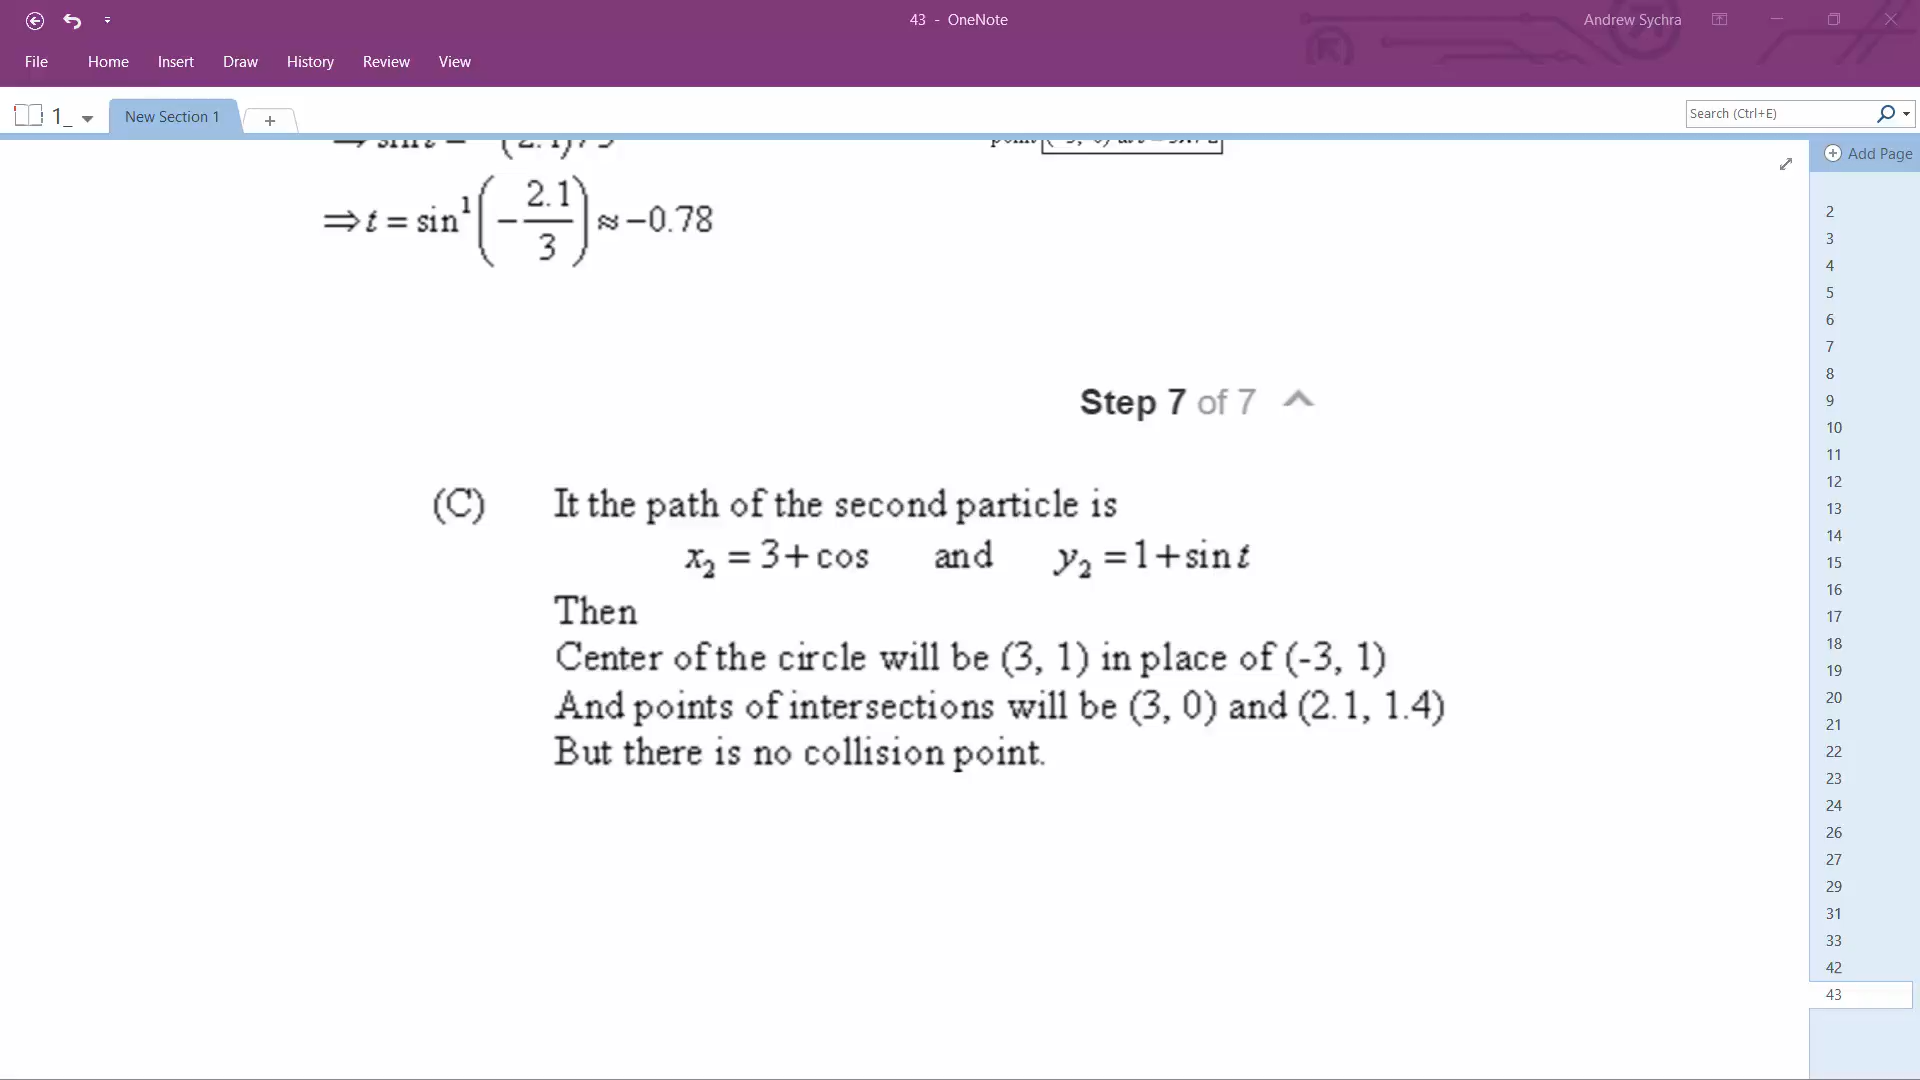 43 - OneNote
Andrew Sychra
File Home Insert Draw History Review View
1_ New Section 1 +
Search (Ctrl+E)
Add Page
⇒ t = sin¹(−2.1/3) ≈ −0.78
Step 7 of 7
(C) It the path of the second particle is
x₂ = 3+cos and y₂ = 1+sin t
Then
Center of the circle will be (3, 1) in place of (-3, 1)
And points of intersections will be (3, 0) and (2.1, 1.4)
But there is no collision point.
2
3
4
5
6
7
8
9
10
11
12
13
14
15
16
17
18
19
20
21
22
23
24
26
27
29
31
33
42
43